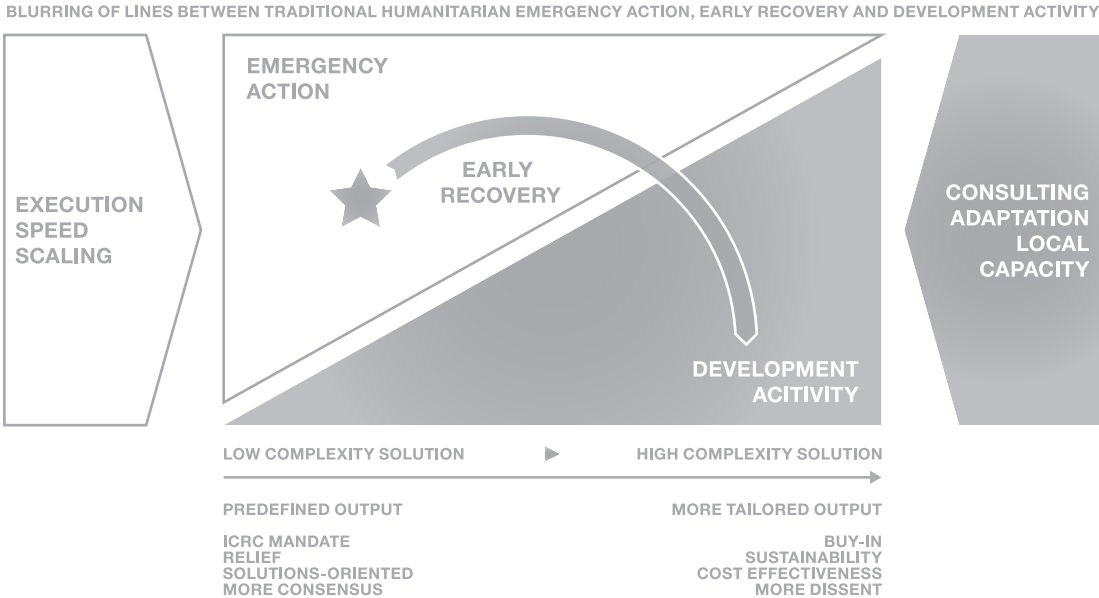 BLURRING OF LINES BETWEEN TRADITIONAL HUMANITARIAN EMERGENCY ACTION, EARLY RECOVERY AND DEVELOPMENT ACTIVITY
EMERGENCY
ACTION
EARLY
RECOVERY
EXECUTION
SPEED
SCALING
CONSULTING
ADAPTATION
LOCAL
CAPACITY
DEVELOPMENT
ACITIVITY
LOW COMPLEXITY SOLUTION
HIGH COMPLEXITY SOLUTION
PREDEFINED OUTPUT
MORE TAILORED OUTPUT
ICRC MANDATE
RELIEF
SOLUTIONS-ORIENTED
MORE CONSENSUS
BUY-IN
SUSTAINABILITY
COST EFFECTIVENESS
MORE DISSENT